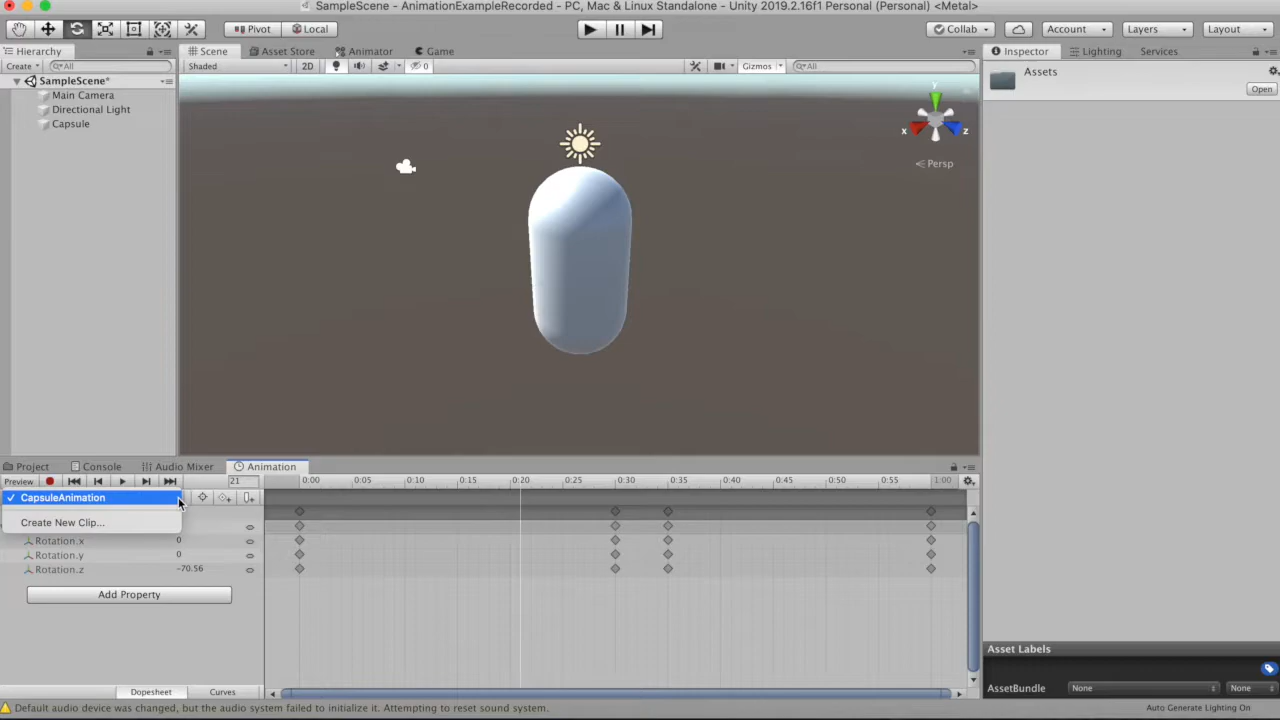 SampleScene - AnimationExampleRecorded - PC, Mac & Linux Standalone - Unity 2019.2.16f1 Personal (Personal) <Metal>
Pivot Local Collab Account Layers Layout
Hierarchy Scene Asset Store Animator Game Inspector Lighting Services
Create All Shaded 2D 0 Gizmos All Assets
SampleScene* Open
Main Camera
Directional Light
Capsule
y
x z
Persp
Project Console Audio Mixer Animation
Preview 21 0:00 0:05 0:10 0:15 0:20 0:25 0:30 0:35 0:40 0:45 0:50 0:55 1:00
CapsuleAnimation
Create New Clip...
Rotation.x 0
Rotation.y 0
Rotation.z -70.56
Add Property
Asset Labels
Dopesheet Curves AssetBundle None None
Default audio device was changed, but the audio system failed to initialize it. Attempting to reset sound system. Auto Generate Lighting On